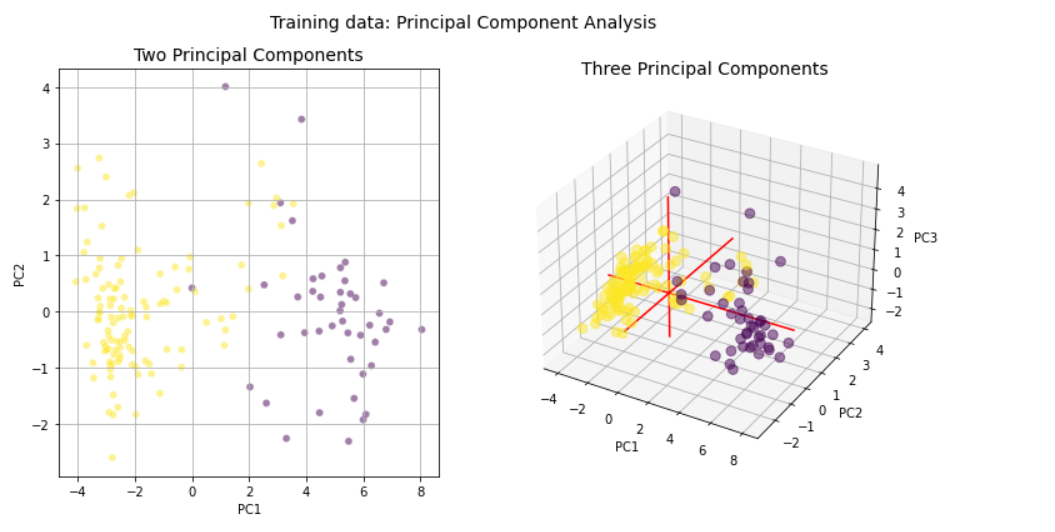 Training data: Principal Component Analysis
Two Principal Components
4
3
2
1
0
−1
−2
PC2
−4 −2 0 2 4 6 8
PC1
Three Principal Components
4
3
2
1
0
−1
−2
PC3
4
3
2
1
0
−1
−2
PC2
−4 −2 0 2 4 6 8
PC1